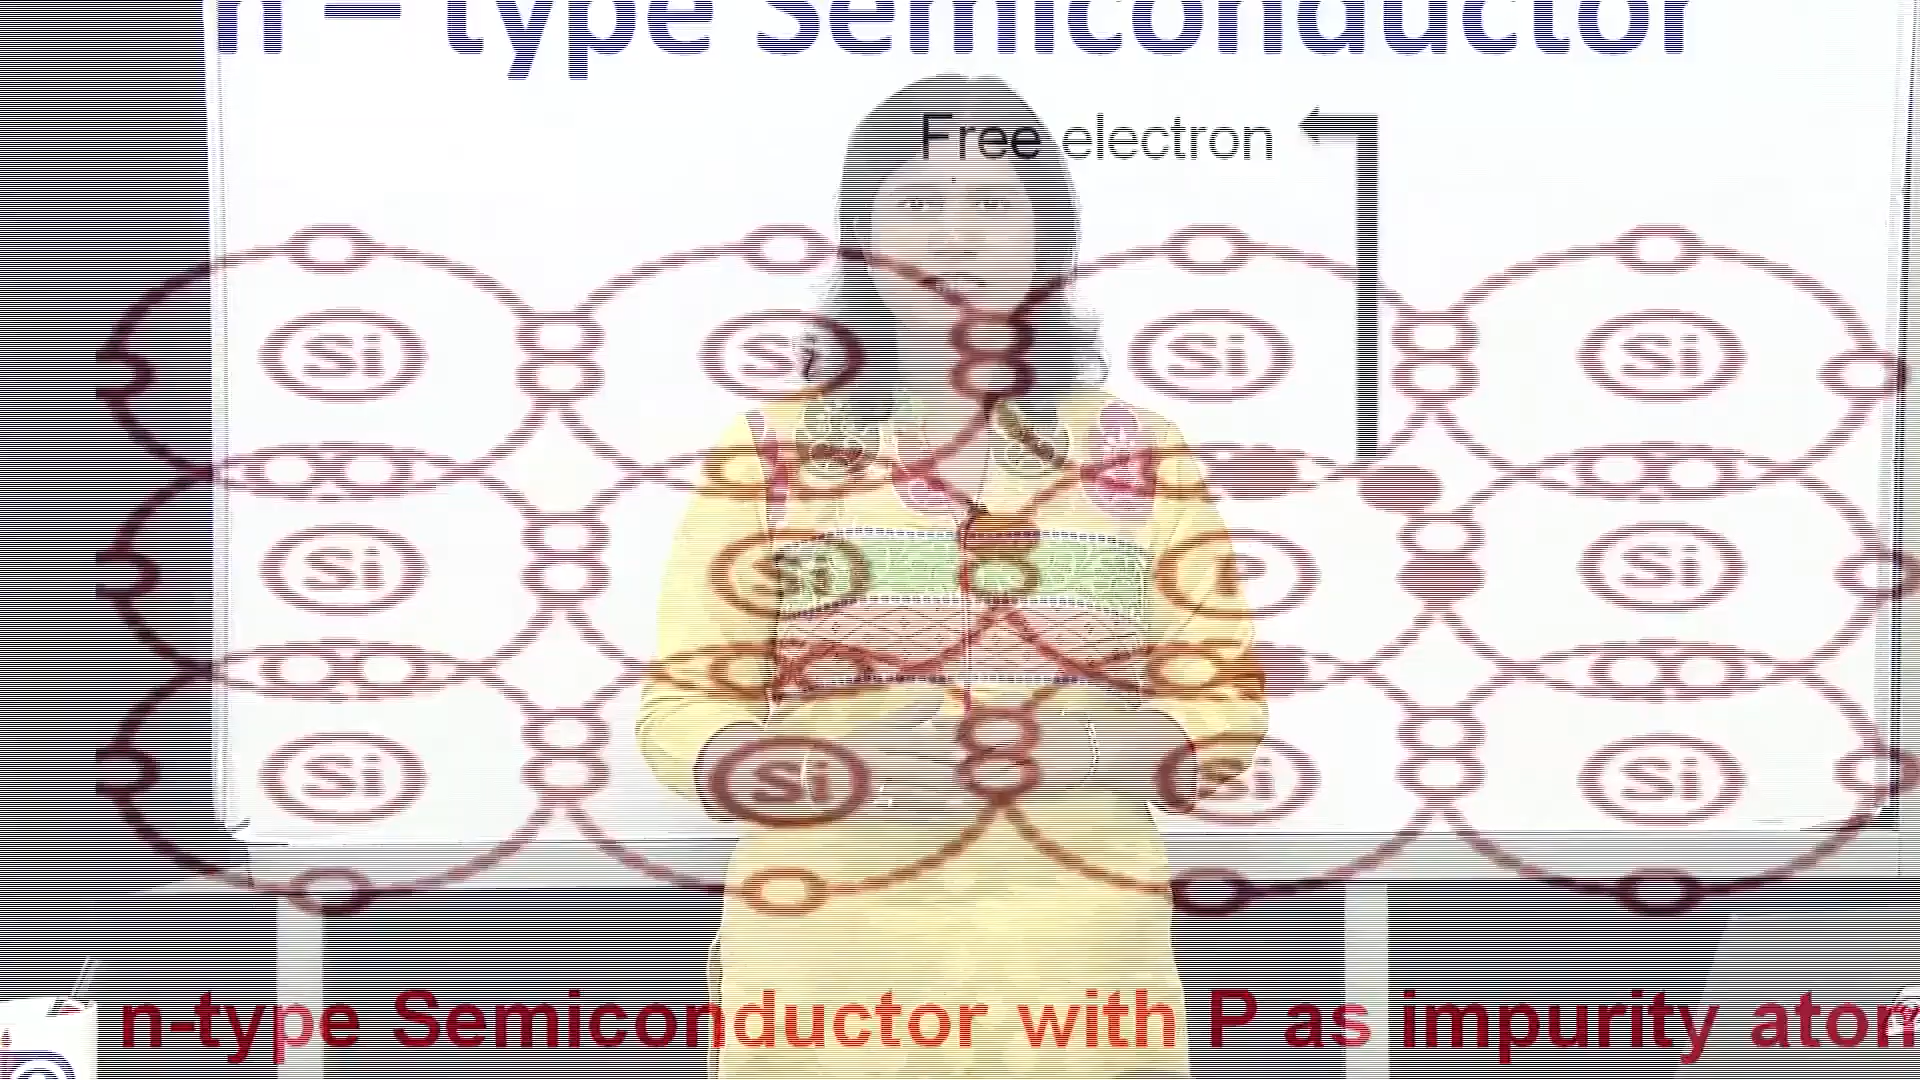 n – type Semiconductor
Free electron
Si Si Si Si
Si Si P Si
Si Si Si Si
n-type Semiconductor with P as impurity atom